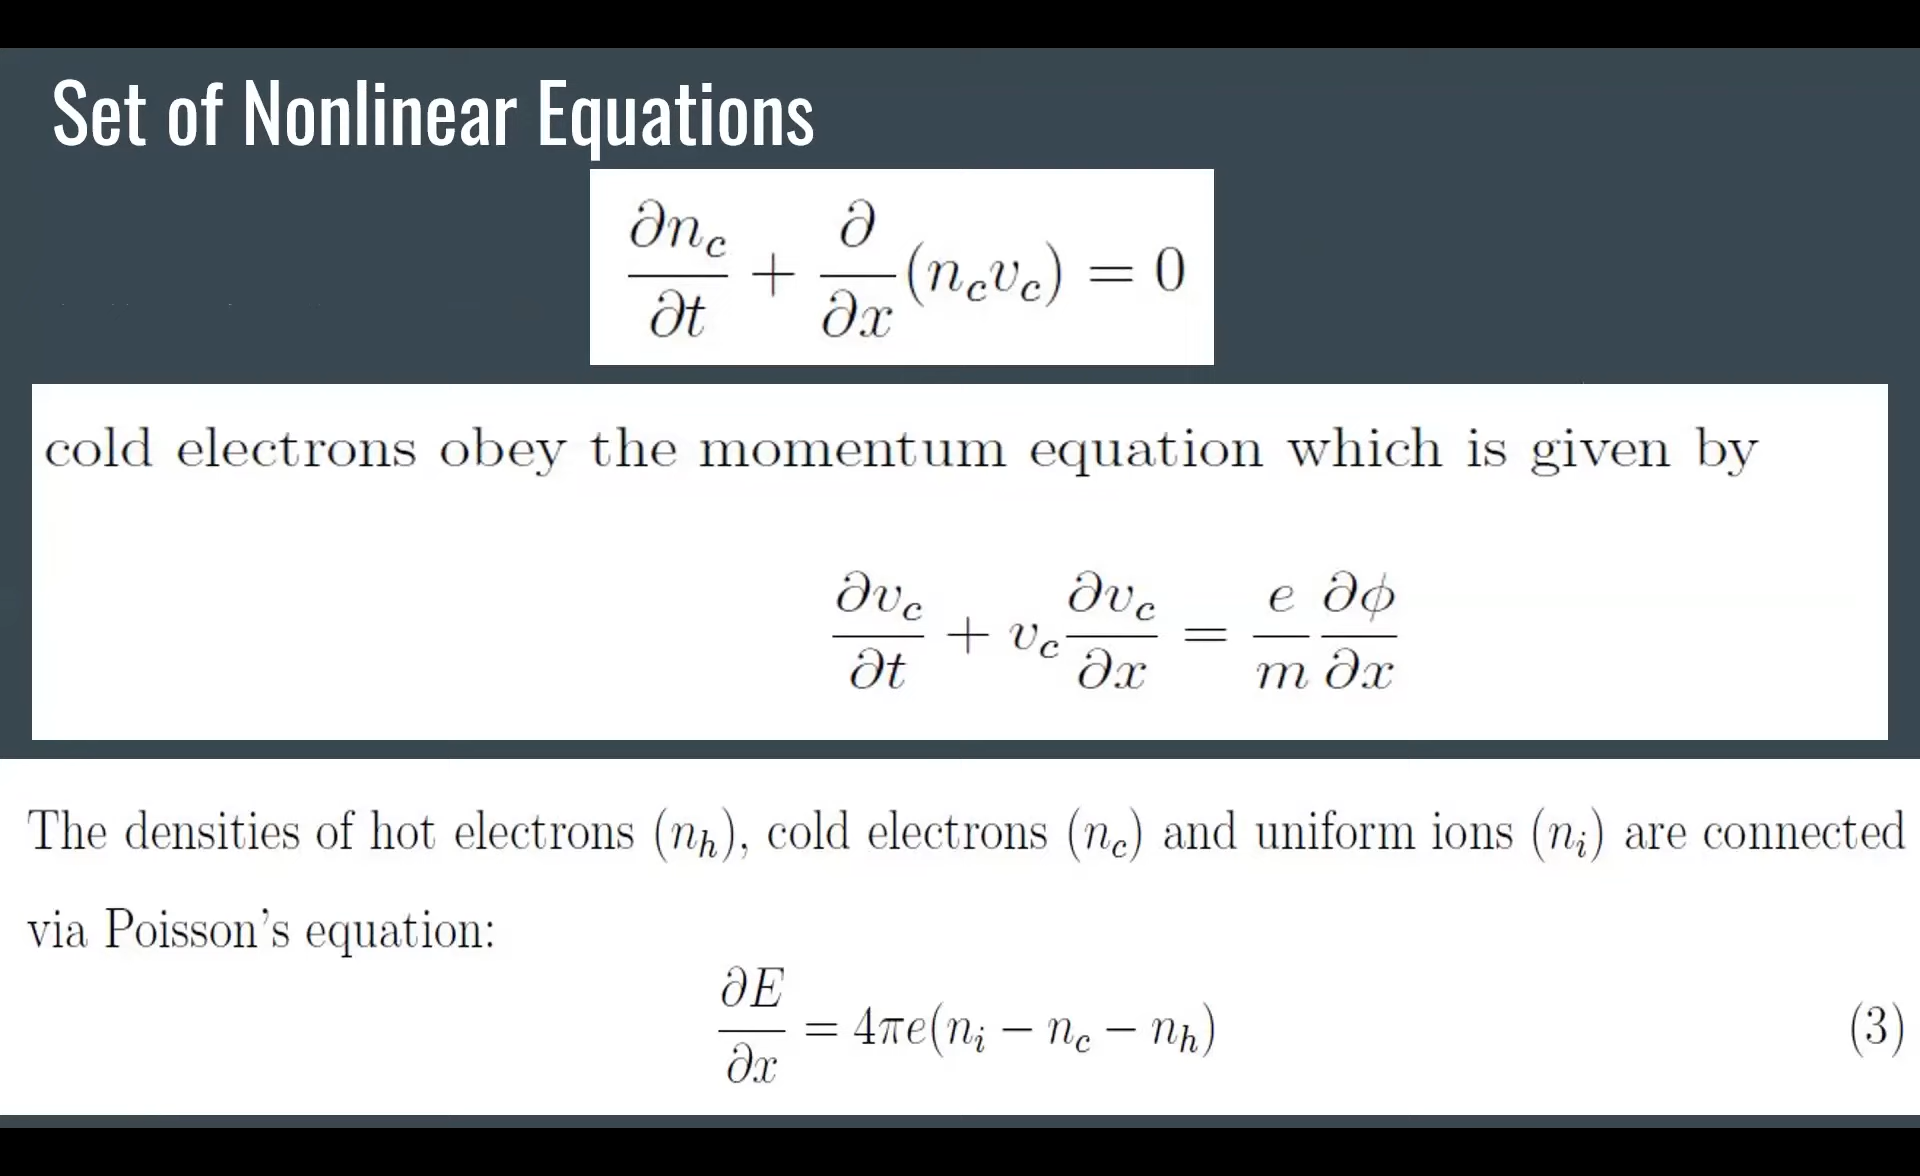 Set of Nonlinear Equations
∂n_c/∂t + ∂/∂x (n_c v_c) = 0
cold electrons obey the momentum equation which is given by
∂v_c/∂t + v_c ∂v_c/∂x = e/m ∂ϕ/∂x
The densities of hot electrons (n_h), cold electrons (n_c) and uniform ions (n_i) are connected
via Poisson's equation:
∂E/∂x = 4πe(n_i − n_c − n_h) (3)